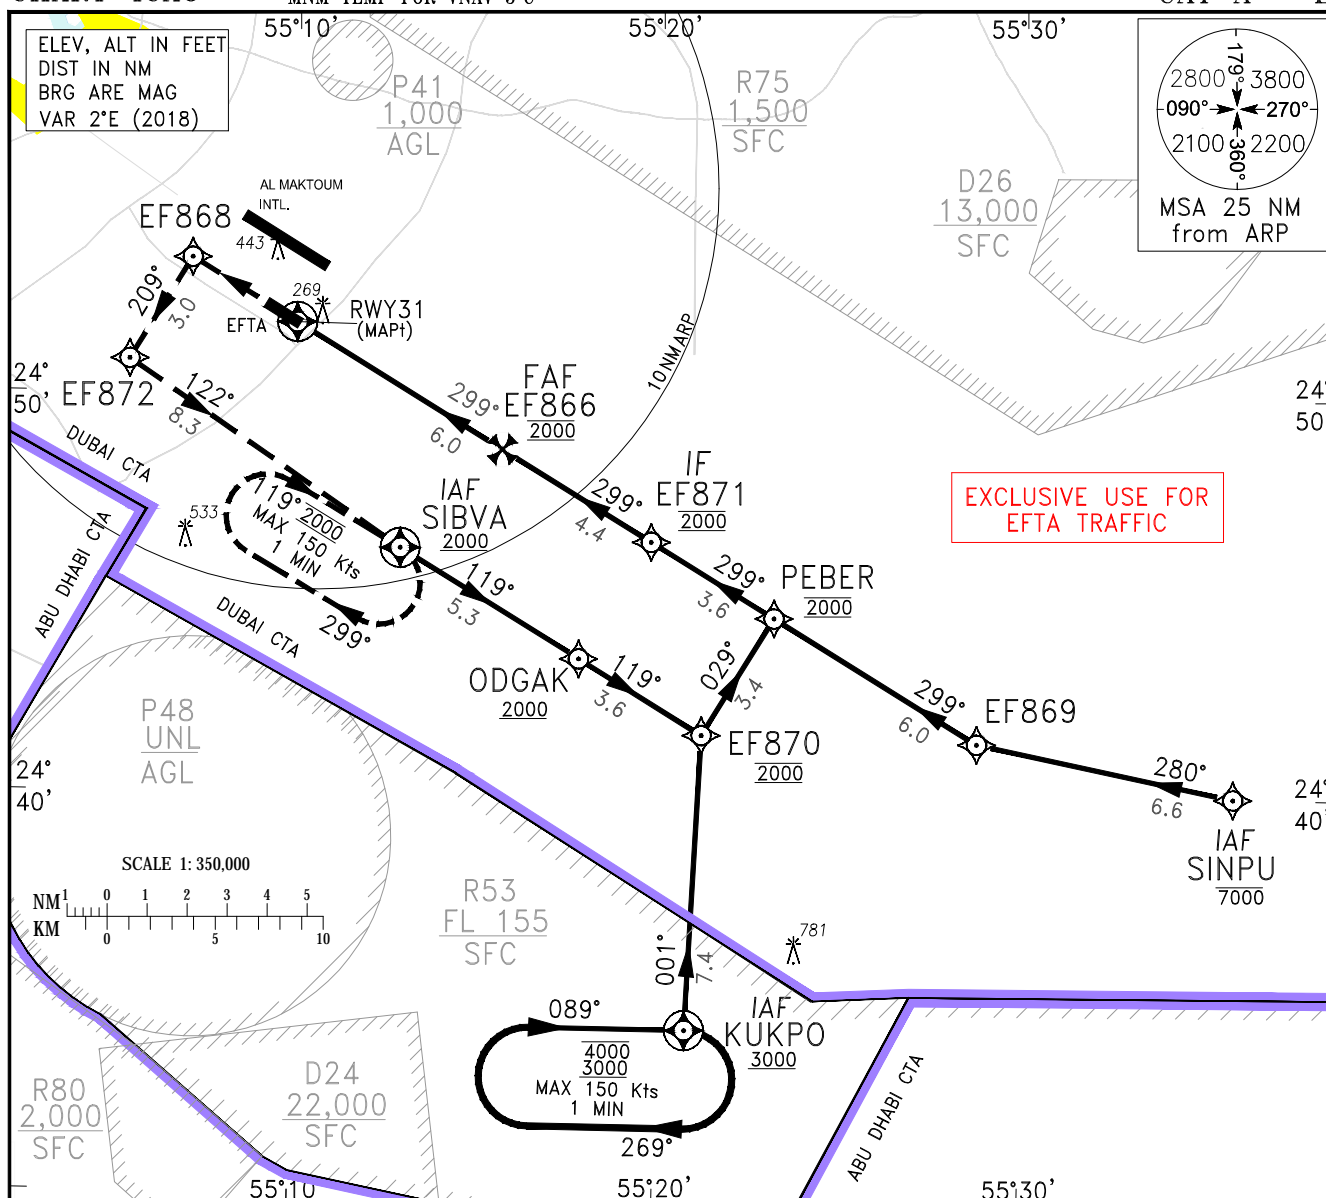 55°10'
55°20'
55°30'
ELEV, ALT IN FEET
DIST IN NM
BRG ARE MAG
VAR 2°E (2018)
P41
1,000
AGL
R75
1,500
SFC
D26
13,000
SFC
179°
2800 3800
090° 270°
2100 2200
360°
MSA 25 NM
from ARP
AL MAKTOUM
INTL.
443
EF868
269
EFTA
RWY31
(MAPt)
209°
3.0
EF872
122°
8.3
10 NM ARP
FAF
EF866
2000
299°
6.0
IF
EF871
2000
299°
4.4
24°
50'
24°
50
DUBAI CTA
ABU DHABI CTA
533
119° 2000
MAX 150 Kts
1 MIN
299°
IAF
SIBVA
2000
EXCLUSIVE USE FOR
EFTA TRAFFIC
PEBER
2000
299°
3.6
119°
5.3
DUBAI CTA
ODGAK
2000
119°
3.6
029°
3.4
EF870
2000
299°
6.0
EF869
280°
6.6
IAF
SINPU
7000
P48
UNL
AGL
24°
40'
24°
40'
SCALE 1: 350,000
NM 1 0 1 2 3 4 5
KM 0 5 10
R53
FL 155
SFC
781
001°
7.4
IAF
KUKPO
3000
089°
4000
3000
MAX 150 Kts
1 MIN
269°
ABU DHABI CTA
R80
2,000
SFC
D24
22,000
SFC
55°10'
55°20'
55°30'